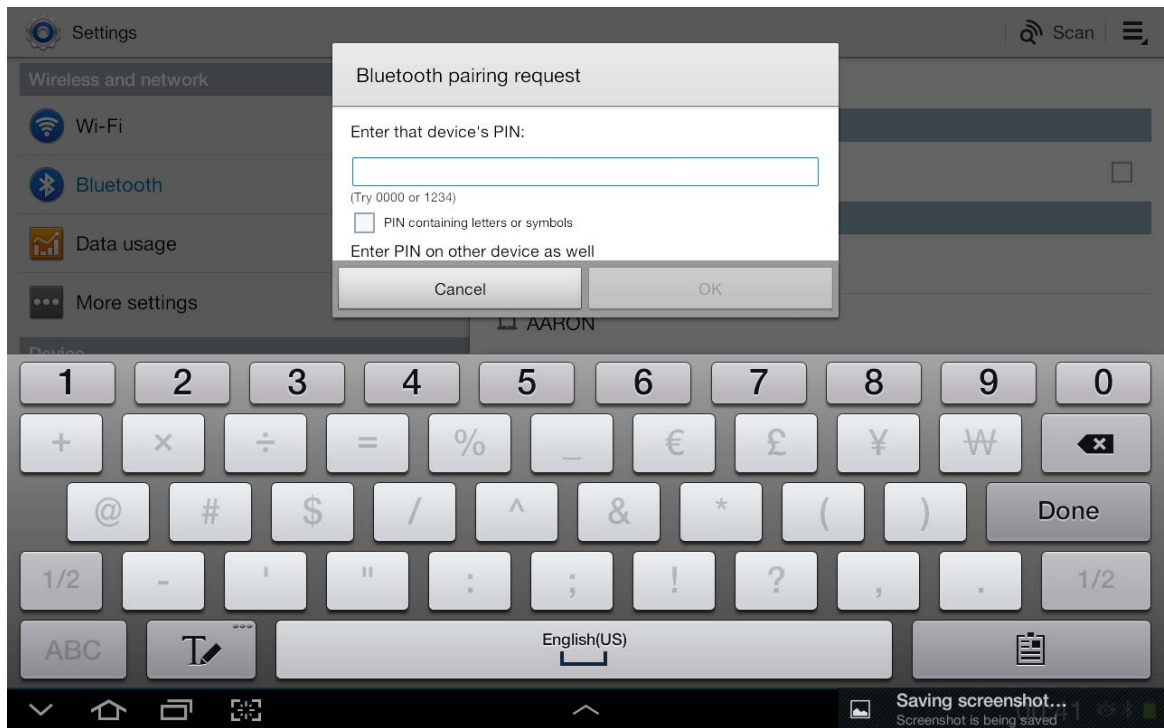 Settings
Scan
Wireless and network
Wi-Fi
Bluetooth
Data usage
More settings
Device
Bluetooth pairing request
Enter that device's PIN:
(Try 0000 or 1234)
PIN containing letters or symbols
Enter PIN on other device as well
Cancel
OK
AARON
1 2 3 4 5 6 7 8 9 0
+ × ÷ = % _ € £ ¥ ₩
@ # $ / ^ & * ( ) Done
1/2 - ' " : ; ! ? , . 1/2
ABC English(US)
Saving screenshot...
Screenshot is being saved